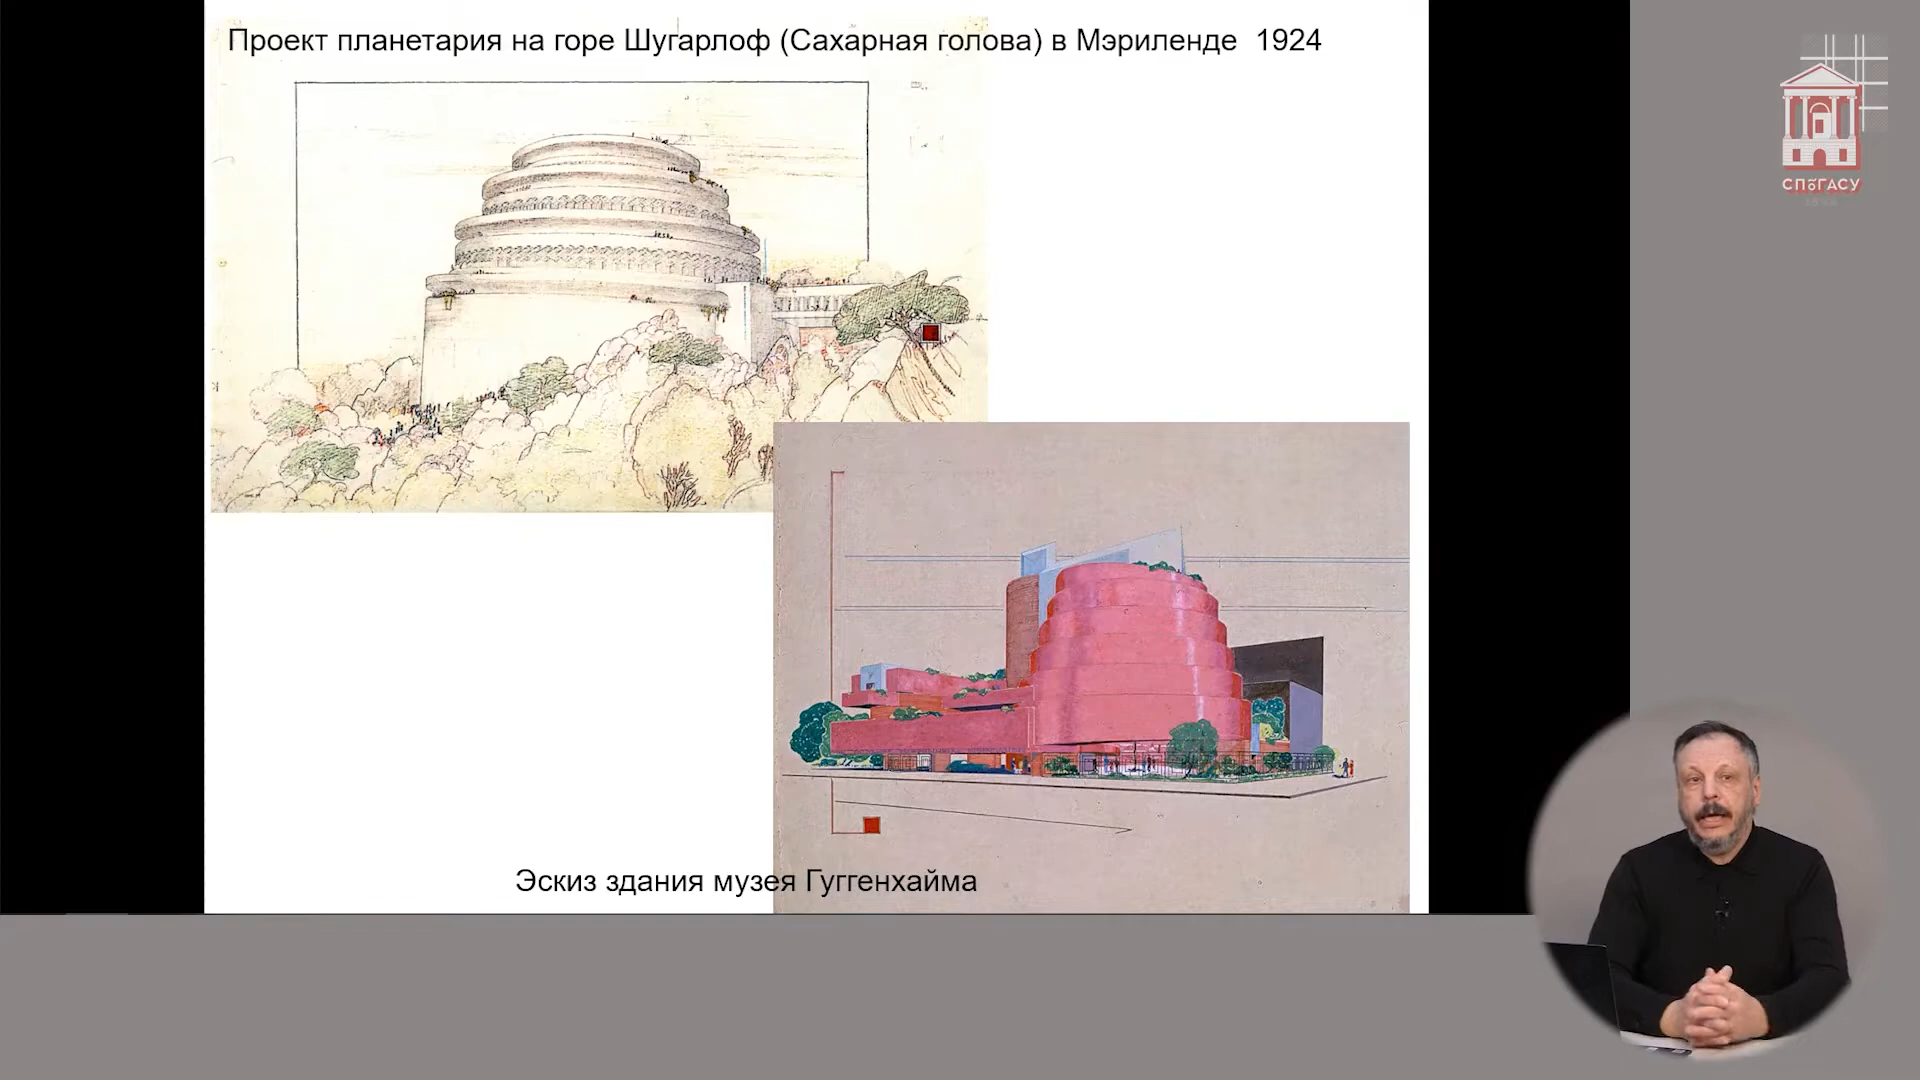 Проект планетария на горе Шугарлоф (Сахарная голова) в Мэриленде 1924
СПбГАСУ
Эскиз здания музея Гуггенхайма